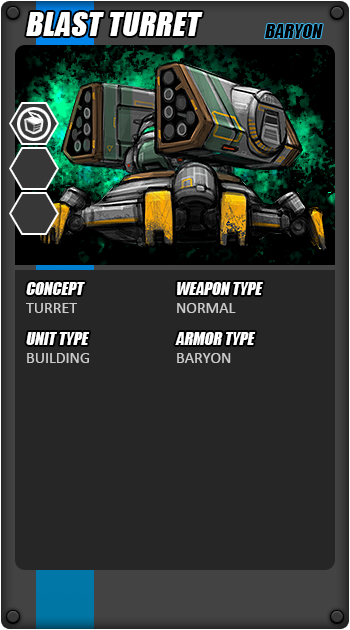 BLAST TURRET
BARYON
CONCEPT
TURRET
WEAPON TYPE
NORMAL
UNIT TYPE
BUILDING
ARMOR TYPE
BARYON